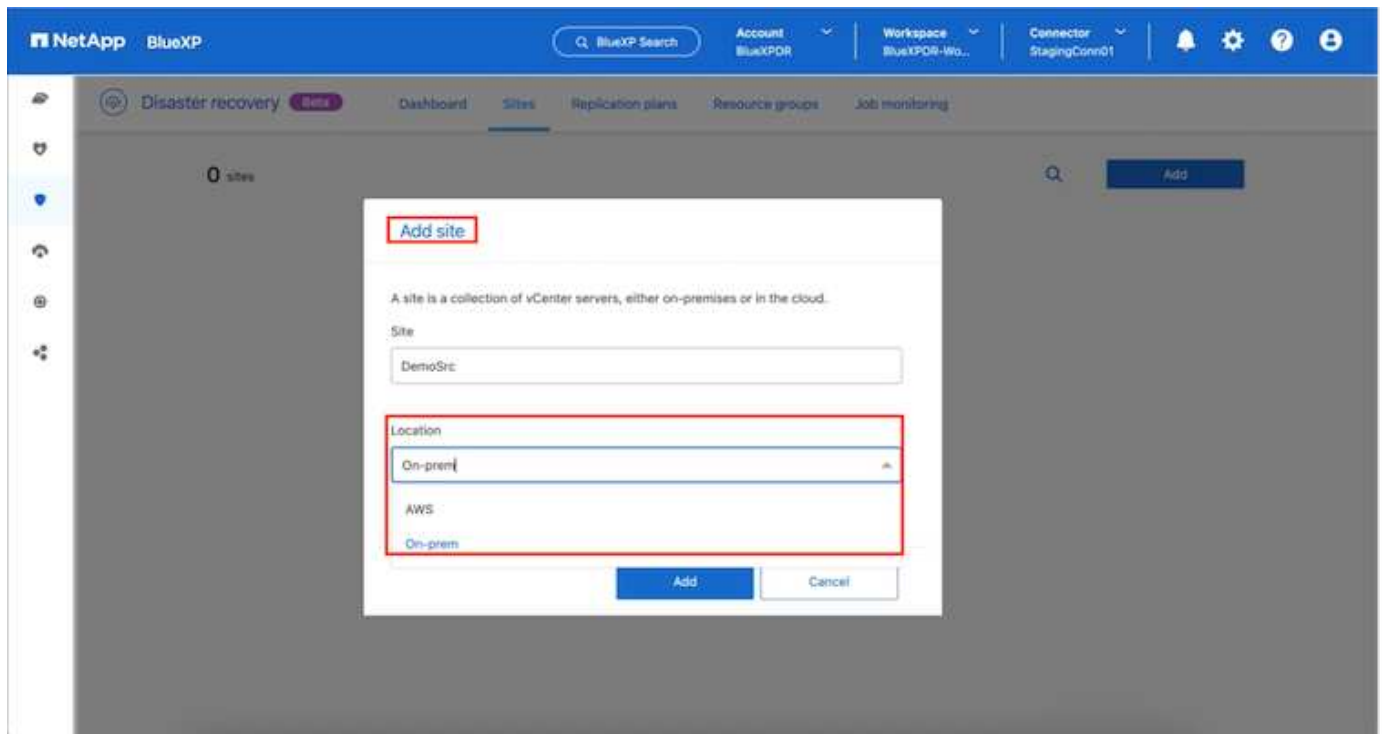 NetApp BlueXP
BlueXP Search
Account
BlueXPDR
Workspace
BlueXPDR-Wo...
Connector
StagingConn01
Disaster recovery Beta Dashboard Sites Replication plans Resource groups Job monitoring
0 sites
Add
Add site
A site is a collection of vCenter servers, either on-premises or in the cloud.
Site
DemoSrc
Location
On-prem
AWS
On-prem
Add Cancel